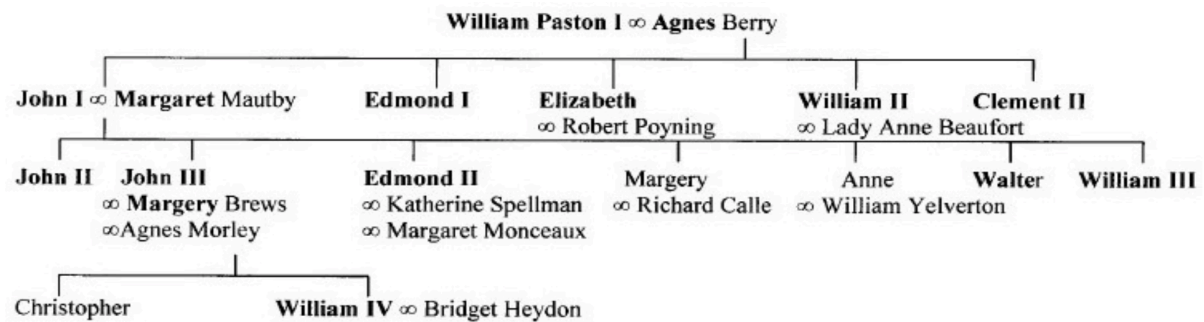 William Paston I ∞ Agnes Berry
John I ∞ Margaret Mautby Edmond I Elizabeth William II Clement II
∞ Robert Poyning ∞ Lady Anne Beaufort
John II John III Edmond II Margery Anne Walter William III
∞ Margery Brews ∞ Katherine Spellman ∞ Richard Calle ∞ William Yelverton
∞Agnes Morley ∞ Margaret Monceaux
Christopher William IV ∞ Bridget Heydon